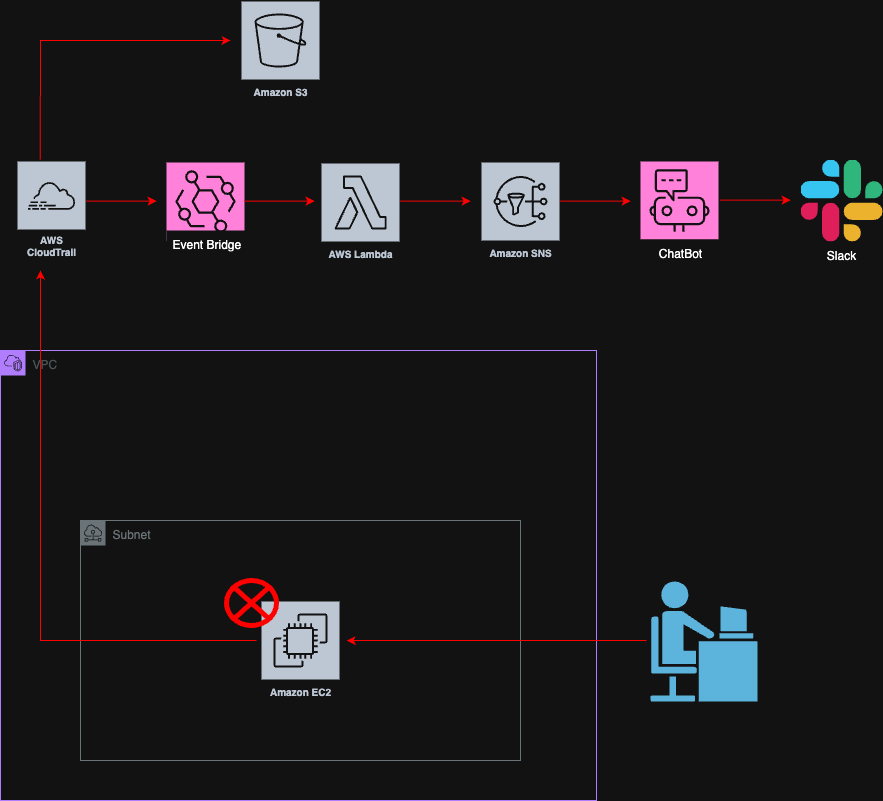 Amazon S3
AWS
CloudTrail
Event Bridge
AWS Lambda
Amazon SNS
ChatBot
Slack
VPC
Subnet
Amazon EC2